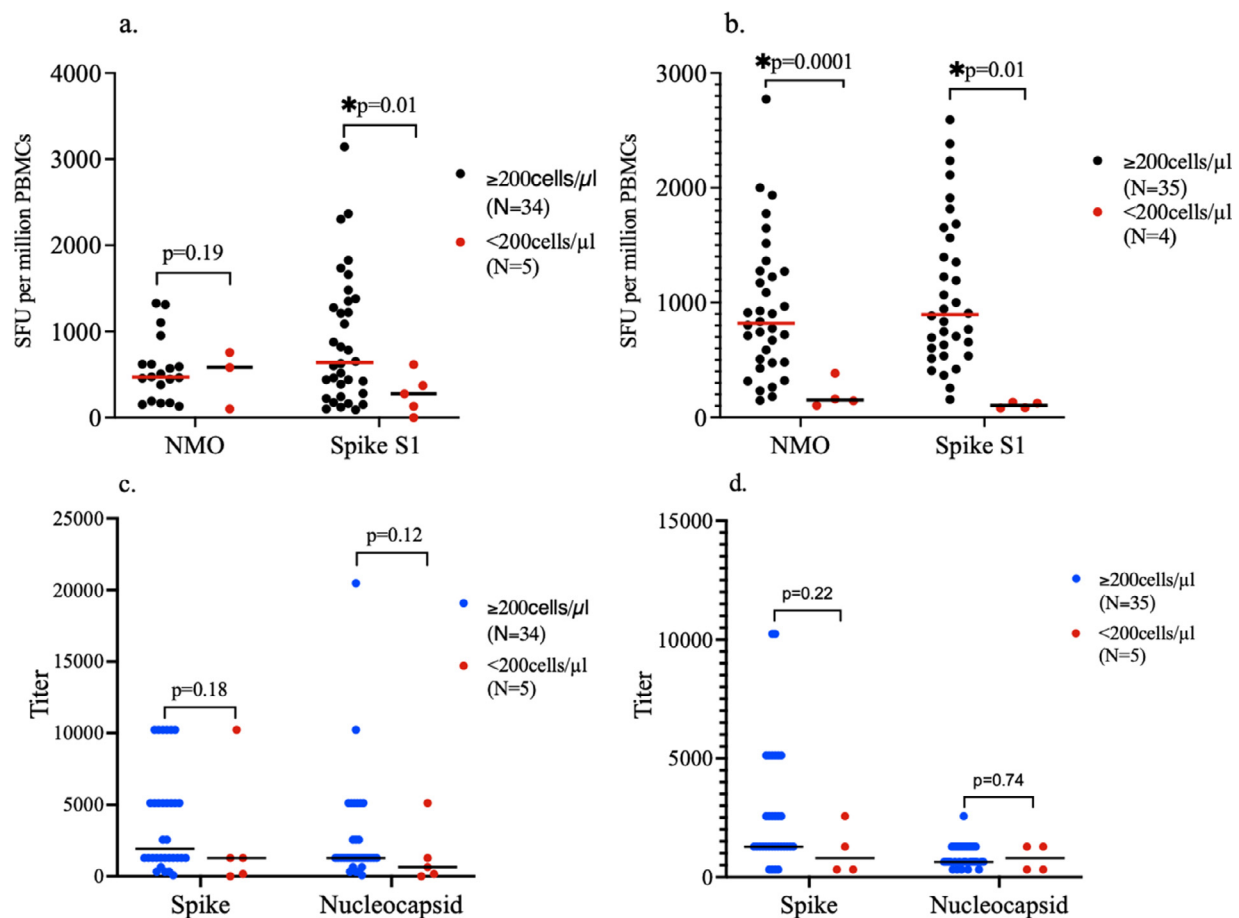 a.
4000
3000
2000
1000
0
SFU per million PBMCs
p=0.19
*p=0.01
NMO
Spike S1
≥200cells/µl
(N=34)
<200cells/µl
(N=5)
b.
3000
2000
1000
0
SFU per million PBMCs
*p=0.0001
*p=0.01
NMO
Spike S1
≥200cells/µl
(N=35)
<200cells/µl
(N=4)
c.
25000
20000
15000
10000
5000
0
Titer
p=0.18
p=0.12
Spike
Nucleocapsid
≥200cells/µl
(N=34)
<200cells/µl
(N=5)
d.
15000
10000
5000
0
Titer
p=0.22
p=0.74
Spike
Nucleocapsid
≥200cells/µl
(N=35)
<200cells/µl
(N=5)